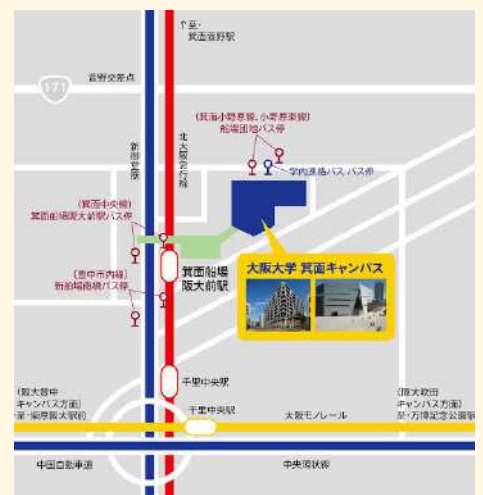 ↑至・
箕面萱野駅
171
萱野交差点
(箕面小野原線、小野原東線)
船場団地バス停
学内連絡バス バス停
新御堂筋
北大阪急行線
(箕面中央線)
箕面船場阪大前駅バス停
大阪大学 箕面キャンパス
箕面船場
阪大前駅
(豊中市内線)
新船場南橋バス停
千里中央駅
千里中央駅
(阪大豊中
キャンパス方面)
至・柴原阪大駅前
大阪モノレール
(阪大吹田
キャンパス方面)
至・万博記念公園駅
中国自動車道
中央環状線